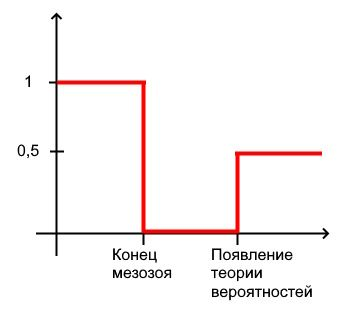 1
0,5
Конец
мезозоя
Появление
теории
вероятностей